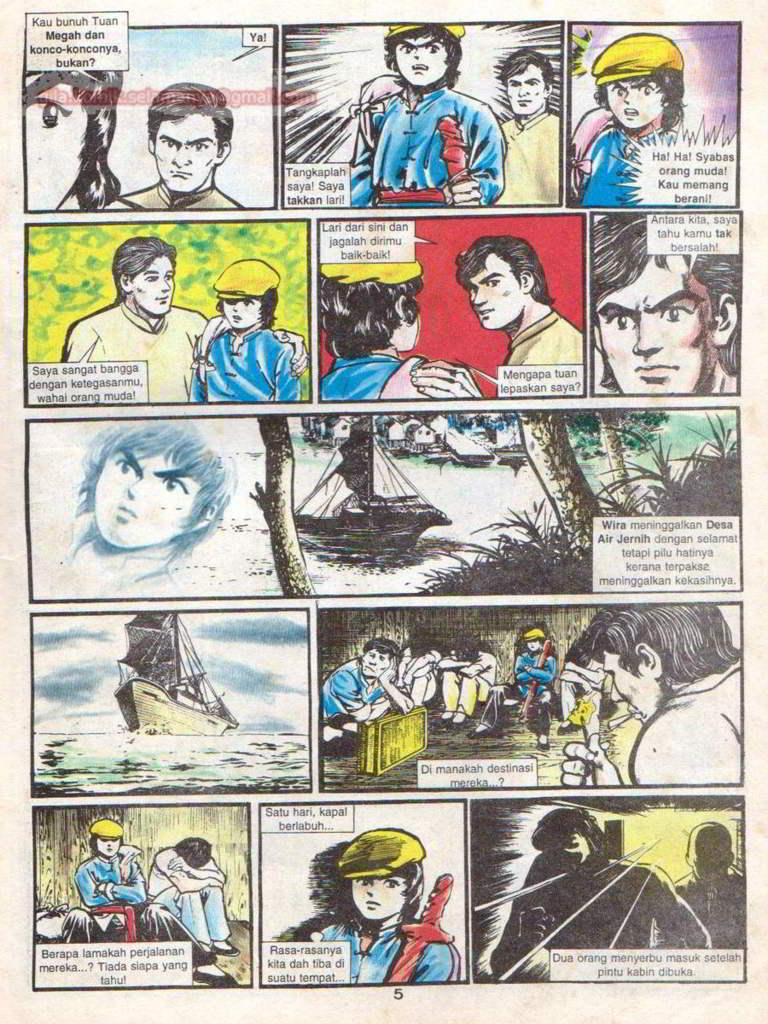 Kau bunuh Tuan
Megah dan
konco-konconya,
bukan?
Ya!
Tangkaplah
saya! Saya
takkan lari!
Ha! Ha! Syabas
orang muda!
Kau memang
berani!
Saya sangat bangga
dengan ketegasanmu,
wahai orang muda!
Lari dari sini dan
jagalah dirimu
baik-baik!
Mengapa tuan
lepaskan saya?
Antara kita, saya
tahu kamu tak
bersalah!
Wira meninggalkan Desa
Air Jernih dengan selamat
tetapi pilu hatinya
kerana terpaksa
meninggalkan kekasihnya.
Di manakah destinasi
mereka...?
Berapa lamakah perjalanan
mereka...? Tiada siapa yang
tahu!
Satu hari, kapal
berlabuh...
Rasa-rasanya
kita dah tiba di
suatu tempat...
Dua orang menyerbu masuk setelah
pintu kabin dibuka.
5